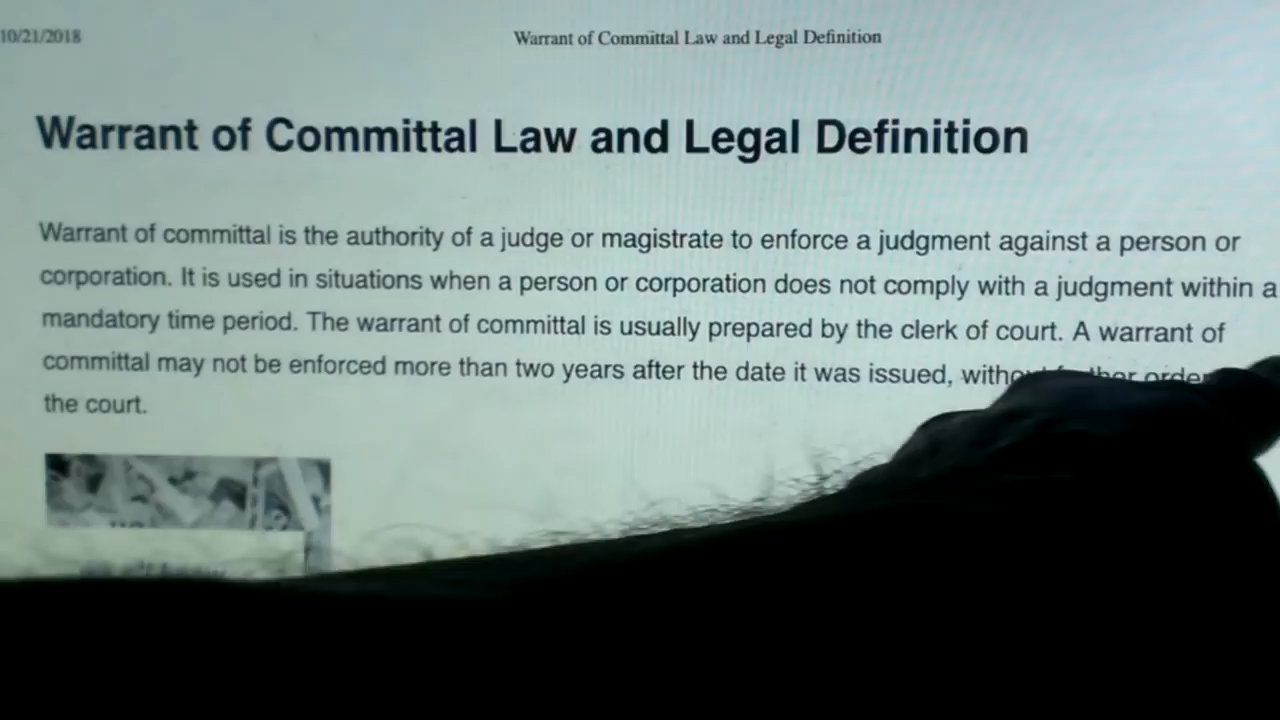 10/21/2018
Warrant of Committal Law and Legal Definition
Warrant of Committal Law and Legal Definition
Warrant of committal is the authority of a judge or magistrate to enforce a judgment against a person or
corporation. It is used in situations when a person or corporation does not comply with a judgment within a
mandatory time period. The warrant of committal is usually prepared by the clerk of court. A warrant of
committal may not be enforced more than two years after the date it was issued, without further order
the court.